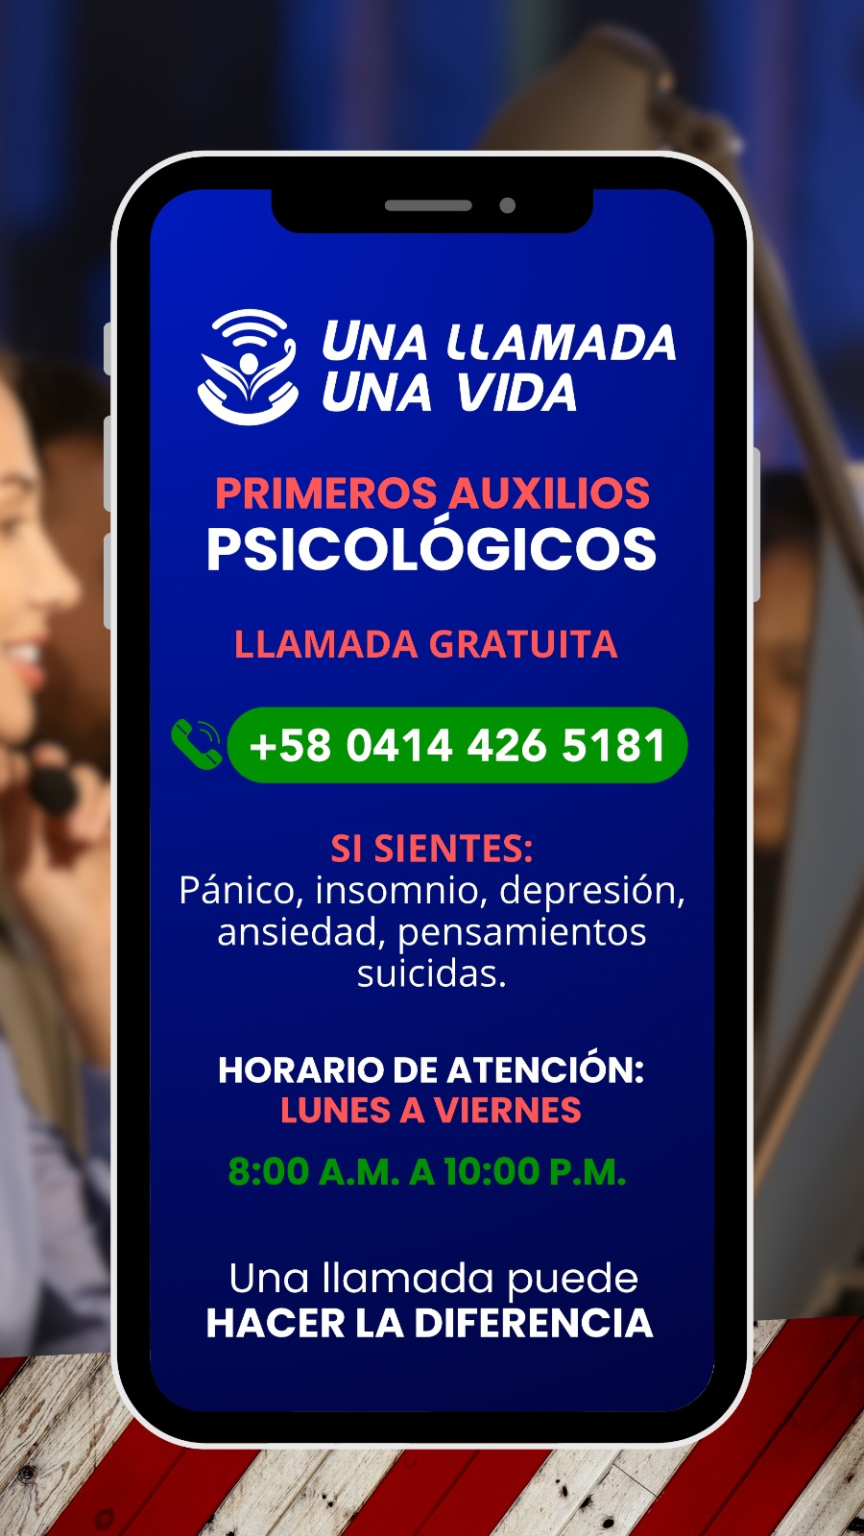 UNA LLAMADA
UNA VIDA
PRIMEROS AUXILIOS
PSICOLÓGICOS
LLAMADA GRATUITA
+58 0414 426 5181
SI SIENTES:
Pánico, insomnio, depresión,
ansiedad, pensamientos
suicidas.
HORARIO DE ATENCIÓN:
LUNES A VIERNES
8:00 A.M. A 10:00 P.M.
Una llamada puede
HACER LA DIFERENCIA